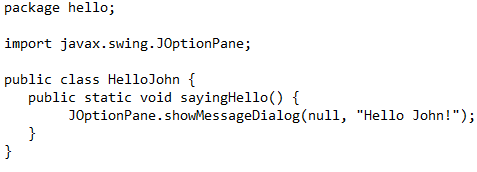 package hello;
import javax.swing.JOptionPane;
public class HelloJohn {
public static void sayingHello() {
JOptionPane.showMessageDialog(null, "Hello John!");
}
}